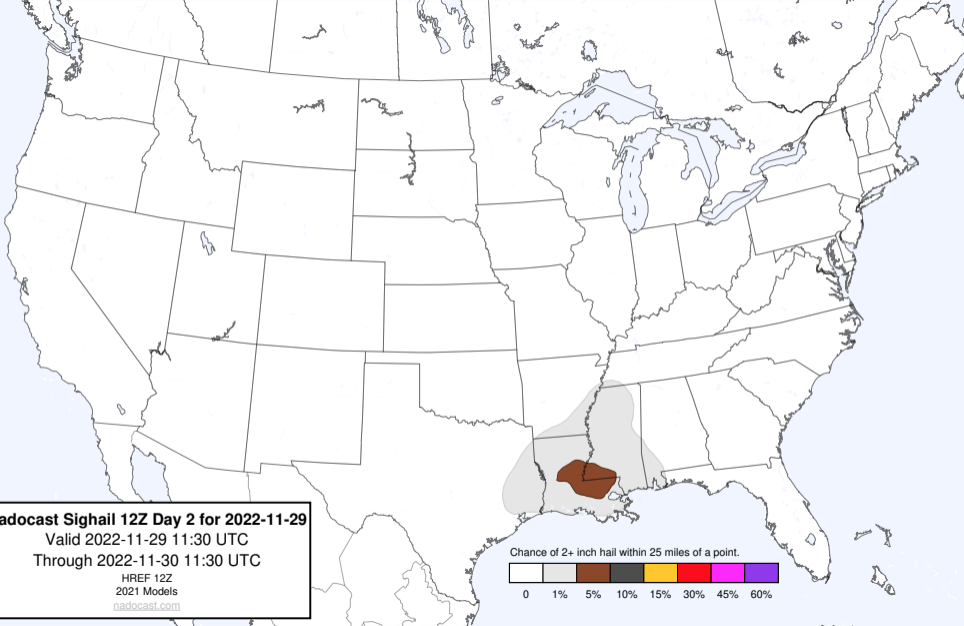 adocast Sighail 12Z Day 2 for 2022-11-29
Valid 2022-11-29 11:30 UTC
Through 2022-11-30 11:30 UTC
HREF 12Z
2021 Models
nadocast.com
Chance of 2+ inch hail within 25 miles of a point.
0 1% 5% 10% 15% 30% 45% 60%